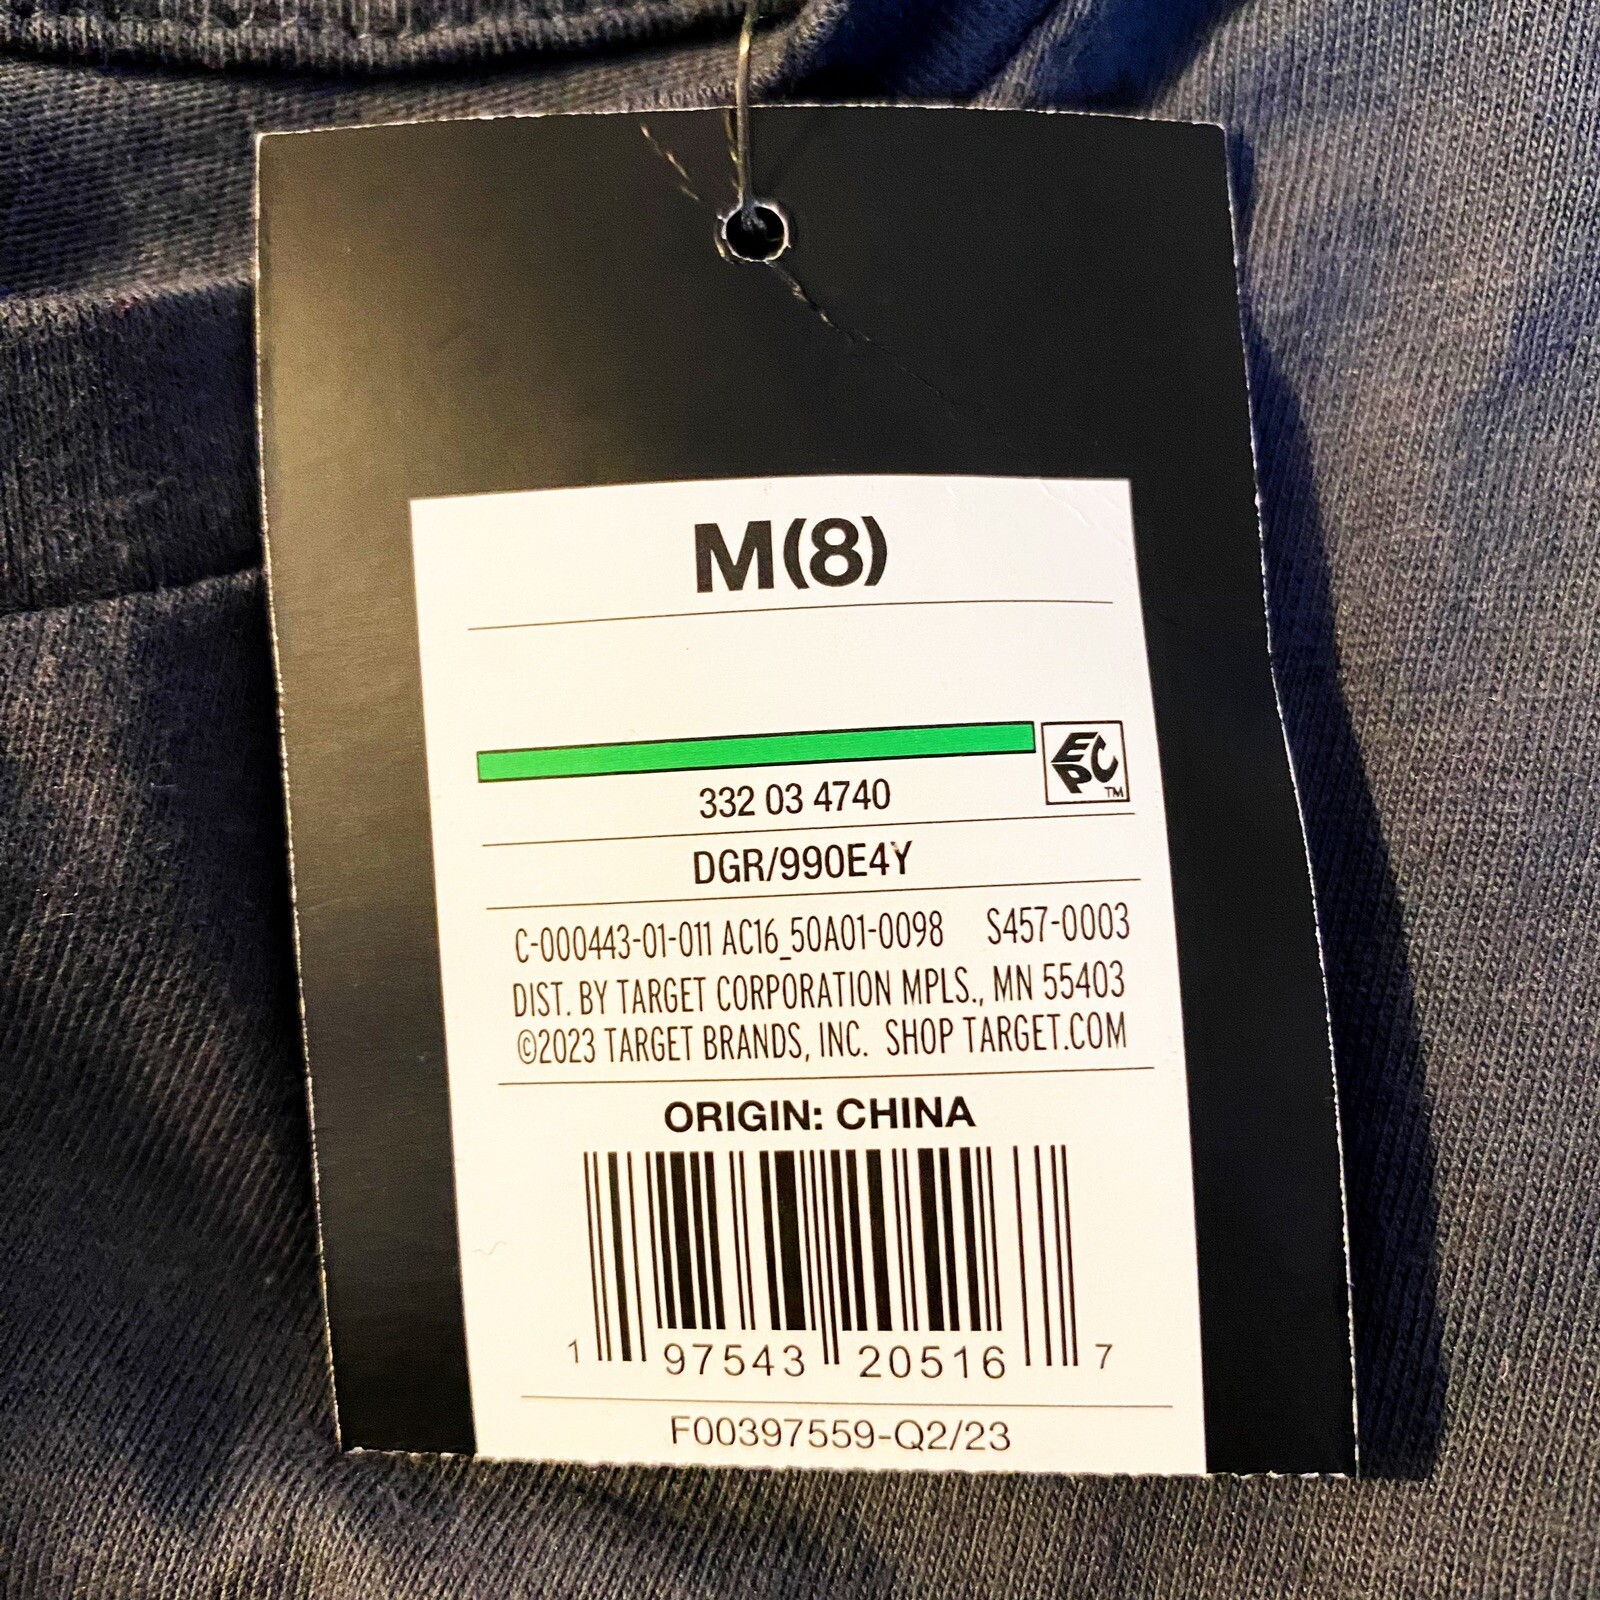 M(8)
EPC™
332 03 4740
DGR/990E4Y
C-000443-01-011 AC16_50A01-0098 S457-0003
DIST. BY TARGET CORPORATION MPLS., MN 55403
©2023 TARGET BRANDS, INC. SHOP TARGET.COM
ORIGIN: CHINA
1 97543 20516 7
F00397559-Q2/23